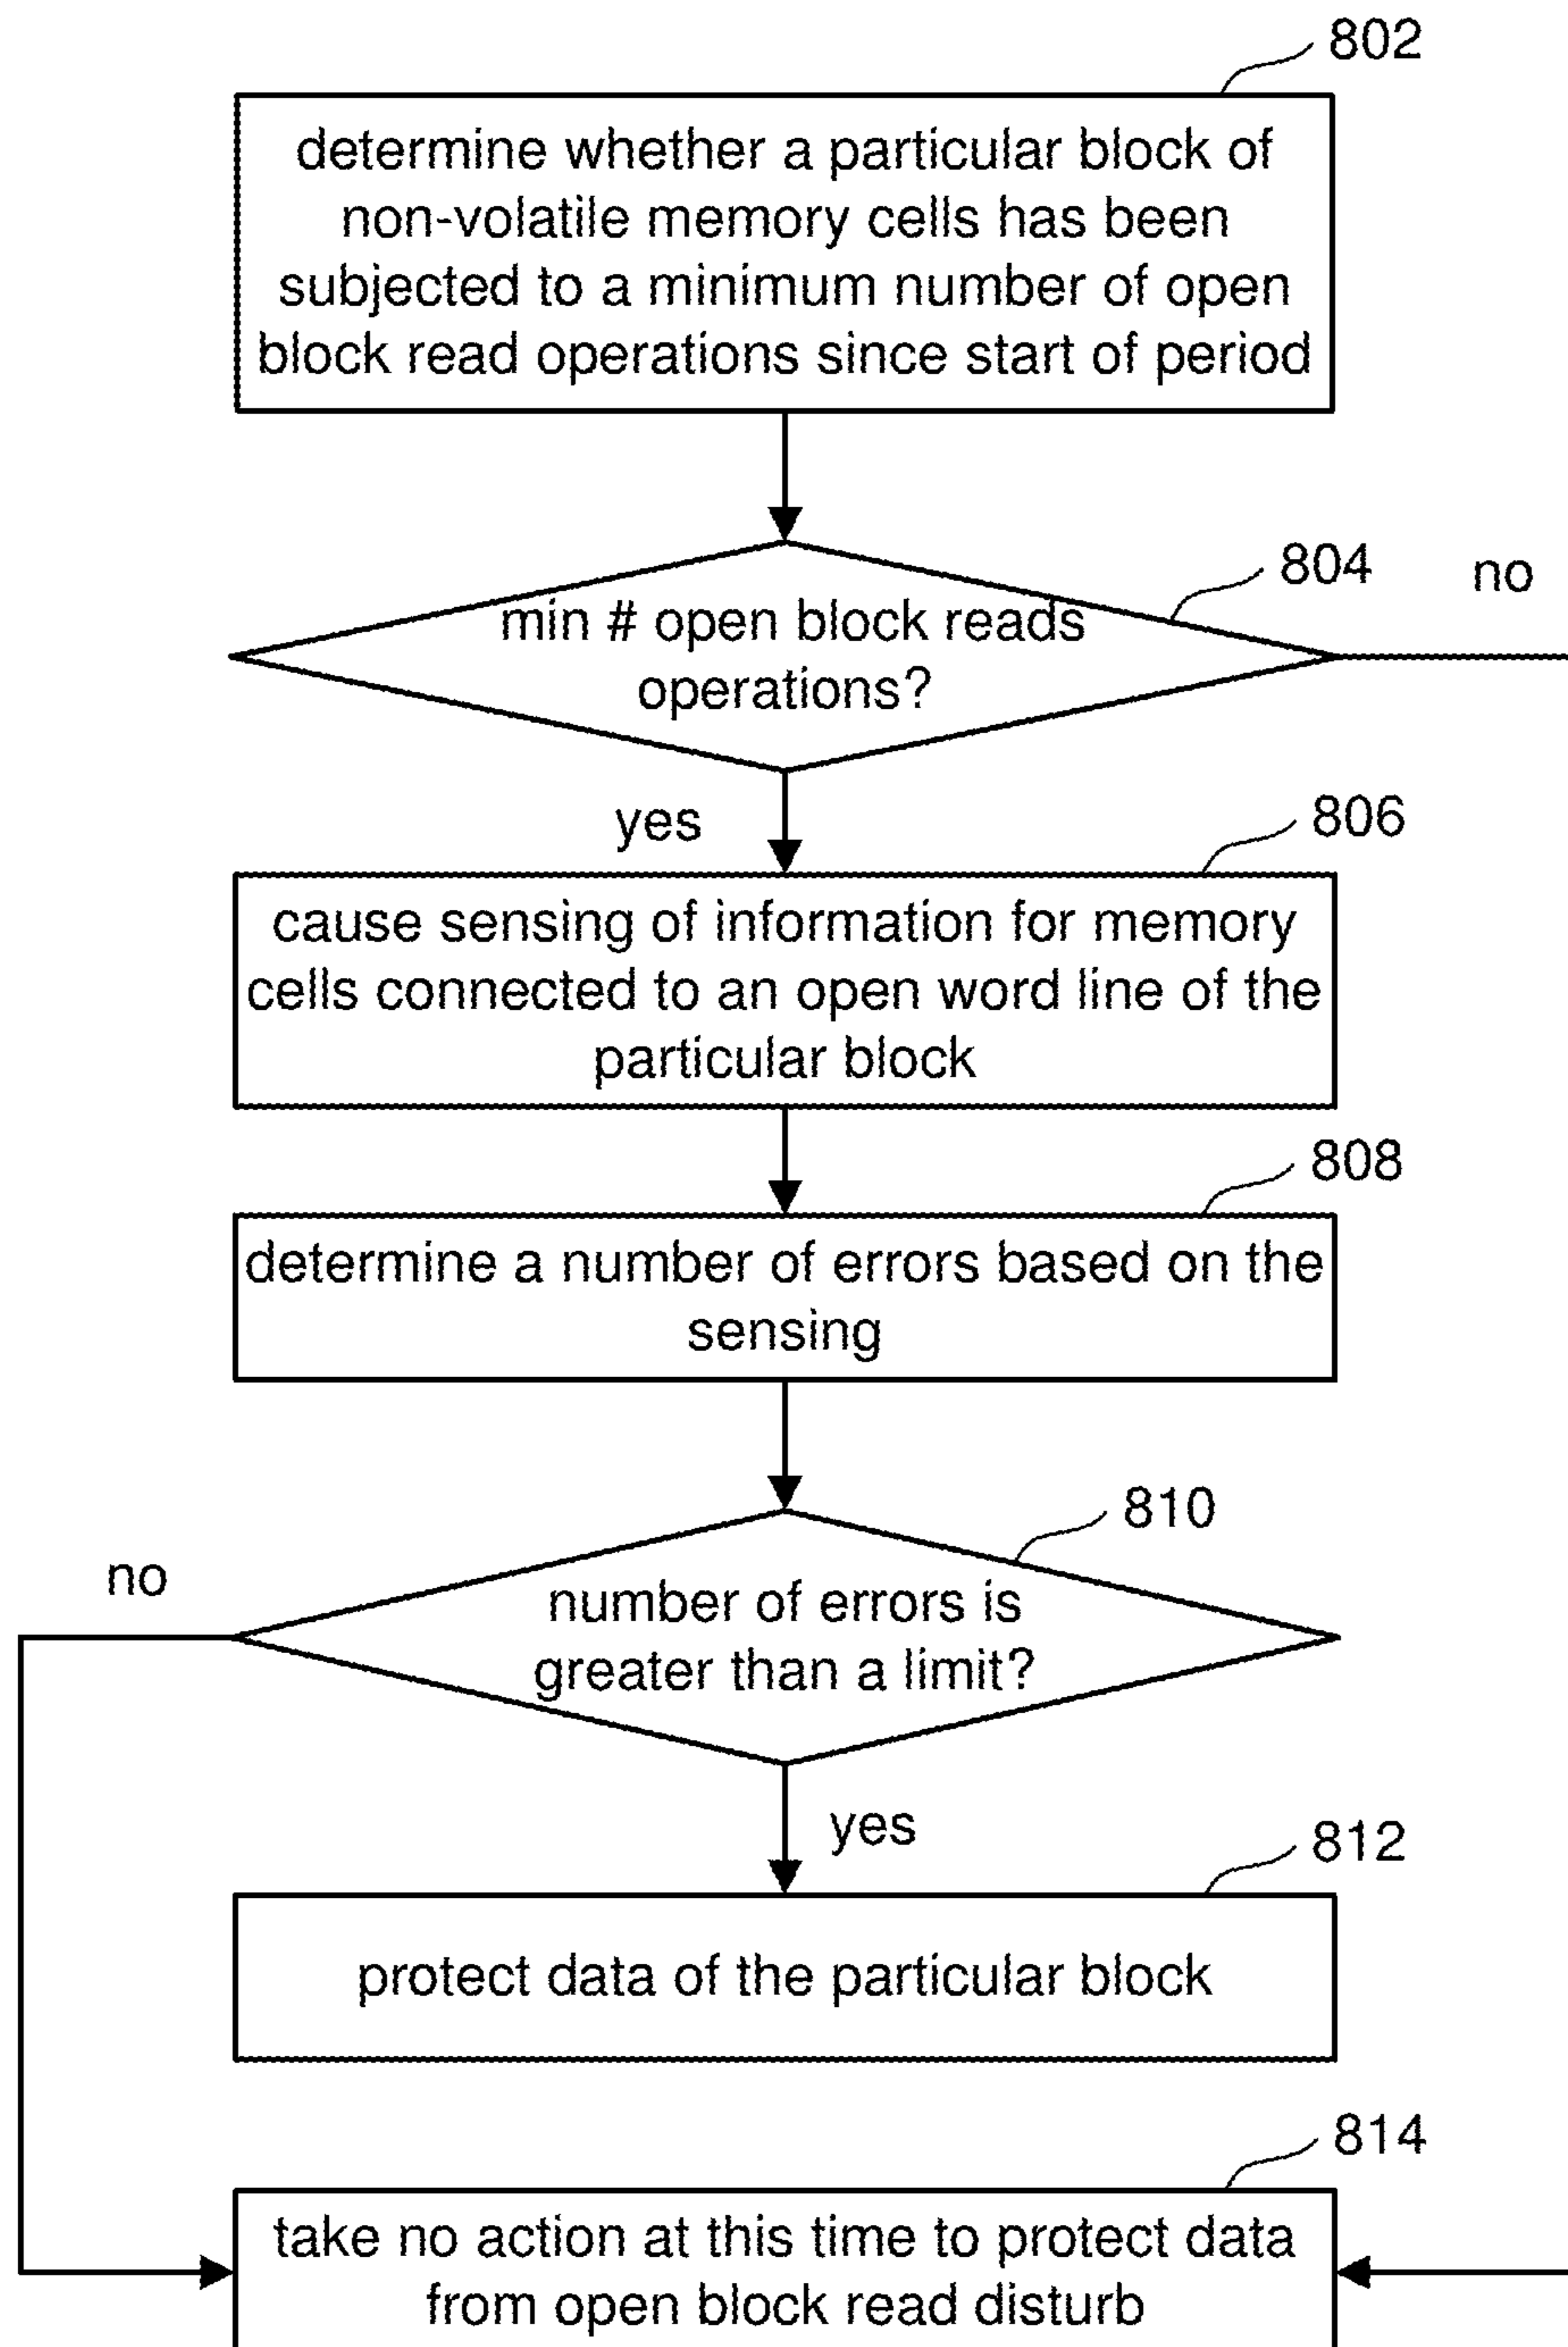 802
determine whether a particular block of
non-volatile memory cells has been
subjected to a minimum number of open
block read operations since start of period
804
no
min # open block reads
operations?
yes
806
cause sensing of information for memory
cells connected to an open word line of the
particular block
808
determine a number of errors based on the
sensing
810
no
number of errors is
greater than a limit?
yes
812
protect data of the particular block
814
take no action at this time to protect data
from open block read disturb